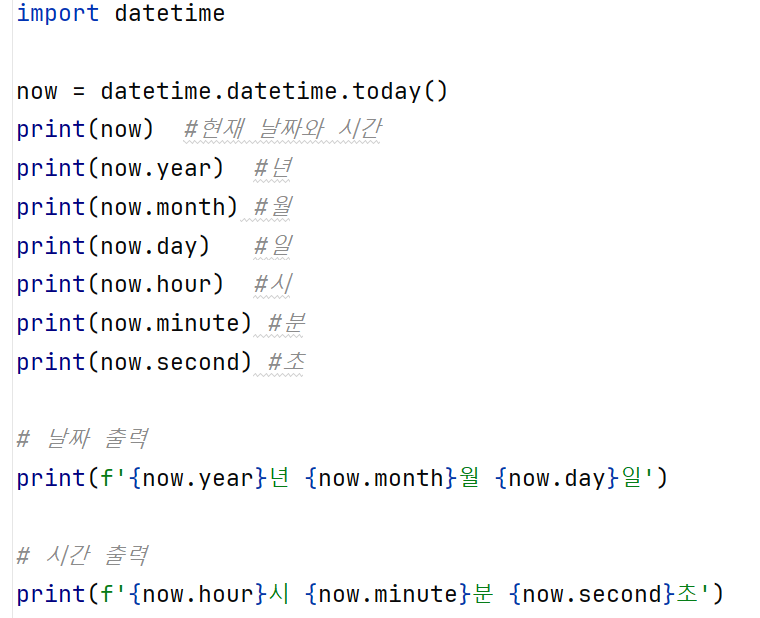 import datetime
now = datetime.datetime.today()
print(now)  #현재 날짜와 시간
print(now.year)  #년
print(now.month) #월
print(now.day)   #일
print(now.hour)  #시
print(now.minute) #분
print(now.second) #초
# 날짜 출력
print(f'{now.year}년 {now.month}월 {now.day}일')
# 시간 출력
print(f'{now.hour}시 {now.minute}분 {now.second}초')